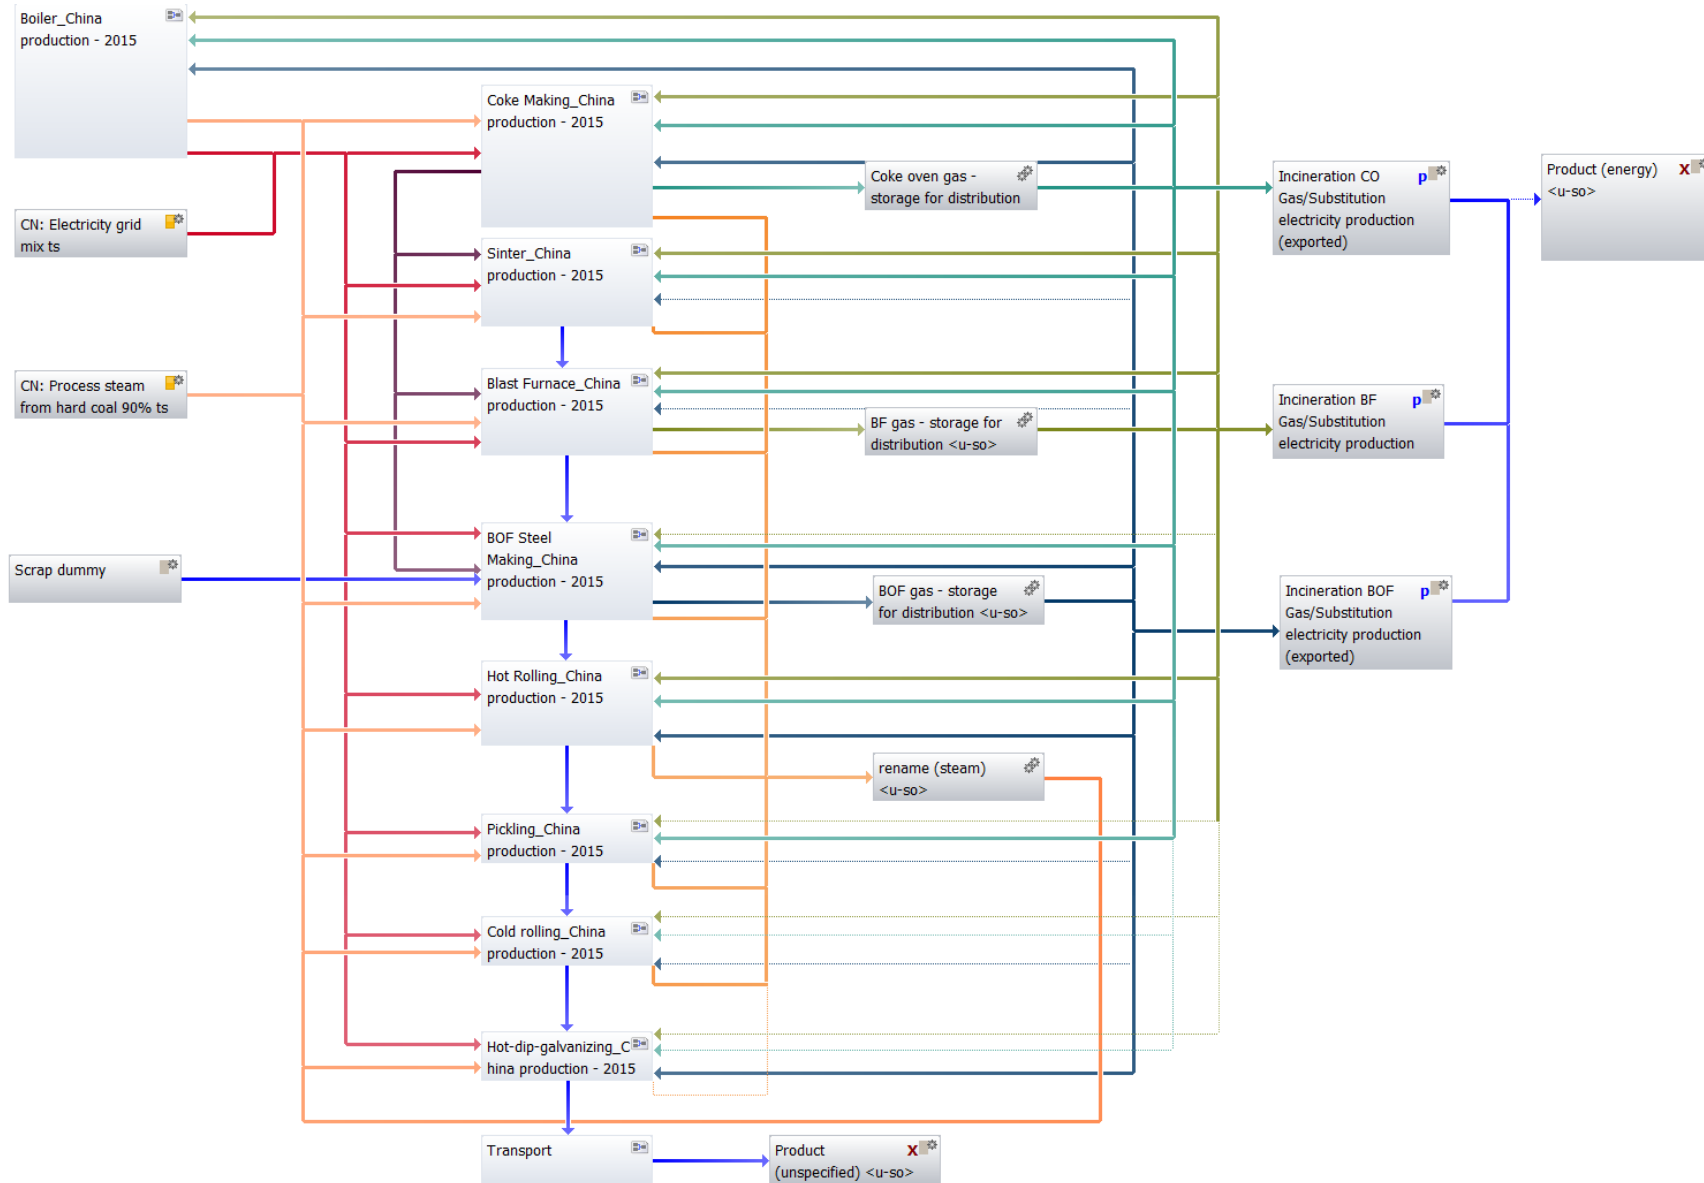 Boiler_China
production - 2015
Coke Making_China
production - 2015
Coke oven gas -
storage for distribution
Incineration CO
Gas/Substitution
electricity production
(exported)
p
Product (energy)
<u-so>
X
CN: Electricity grid
mix ts
Sinter_China
production - 2015
CN: Process steam
from hard coal 90% ts
Blast Furnace_China
production - 2015
BF gas - storage for
distribution <u-so>
Incineration BF
Gas/Substitution
electricity production
p
Scrap dummy
BOF Steel
Making_China
production - 2015
BOF gas - storage
for distribution <u-so>
Incineration BOF
Gas/Substitution
electricity production
(exported)
p
Hot Rolling_China
production - 2015
rename (steam)
<u-so>
Pickling_China
production - 2015
Cold rolling_China
production - 2015
Hot-dip-galvanizing_C
hina production - 2015
Transport
Product
(unspecified) <u-so>
X